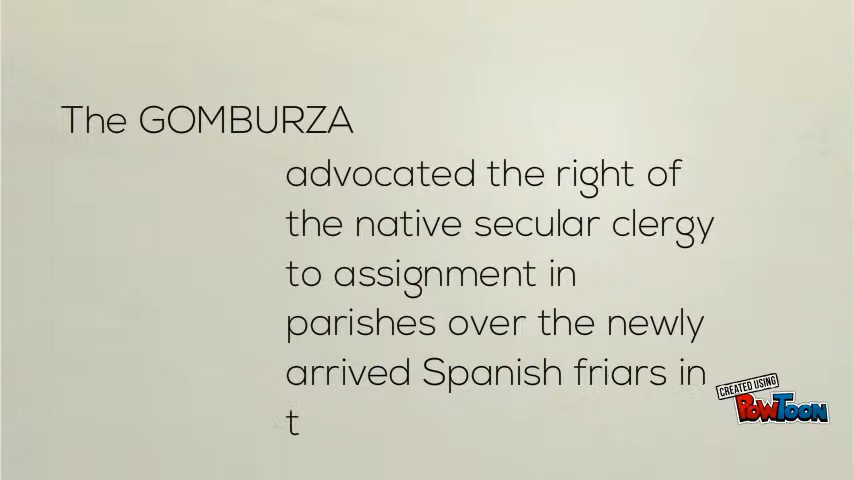 The GOMBURZA
advocated the right of
the native secular clergy
to assignment in
parishes over the newly
arrived Spanish friars in
t
CREATED USING
POWTOON